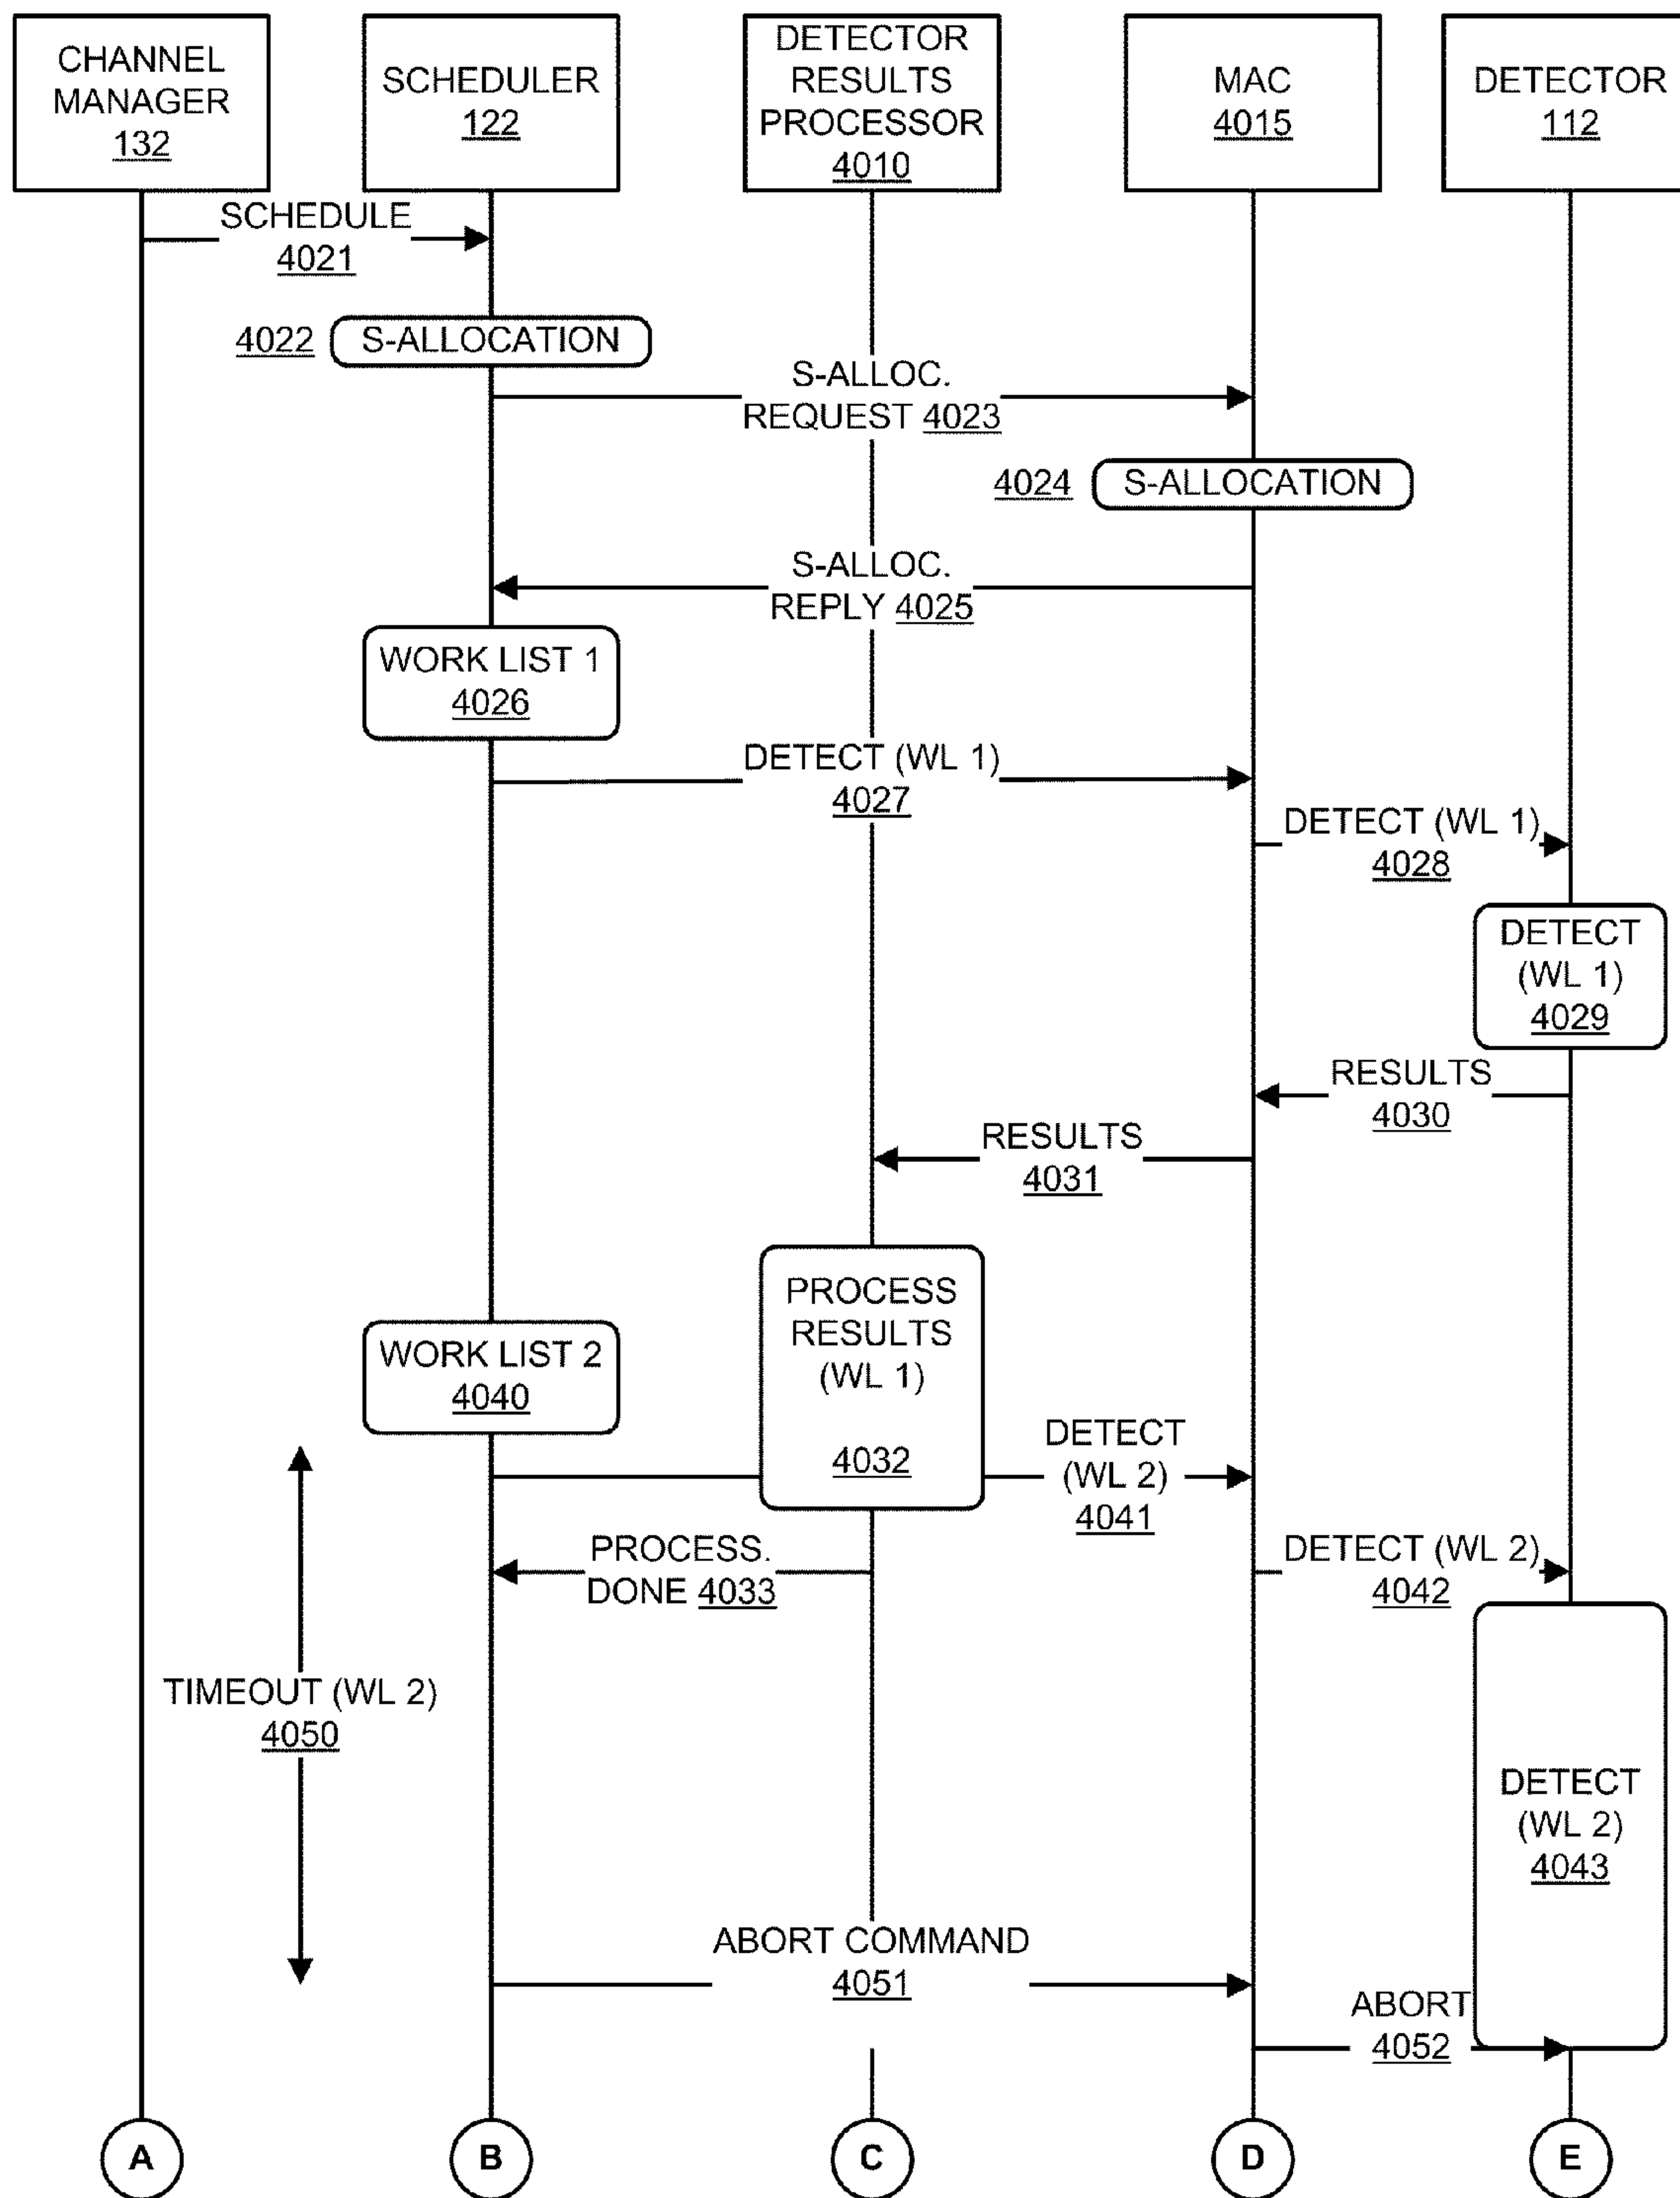 CHANNEL
MANAGER
132
SCHEDULER
122
DETECTOR
RESULTS
PROCESSOR
4010
MAC
4015
DETECTOR
112
SCHEDULE
4021
4022
S-ALLOCATION
S-ALLOC.
REQUEST 4023
4024
S-ALLOCATION
S-ALLOC.
REPLY 4025
WORK LIST 1
4026
DETECT (WL 1)
4027
DETECT (WL 1)
4028
DETECT
(WL 1)
4029
RESULTS
4030
RESULTS
4031
PROCESS
RESULTS
(WL 1)
4032
WORK LIST 2
4040
DETECT
(WL 2)
4041
PROCESS.
DONE 4033
DETECT (WL 2)
4042
TIMEOUT (WL 2)
4050
DETECT
(WL 2)
4043
ABORT COMMAND
4051
ABORT
4052
A
B
C
D
E